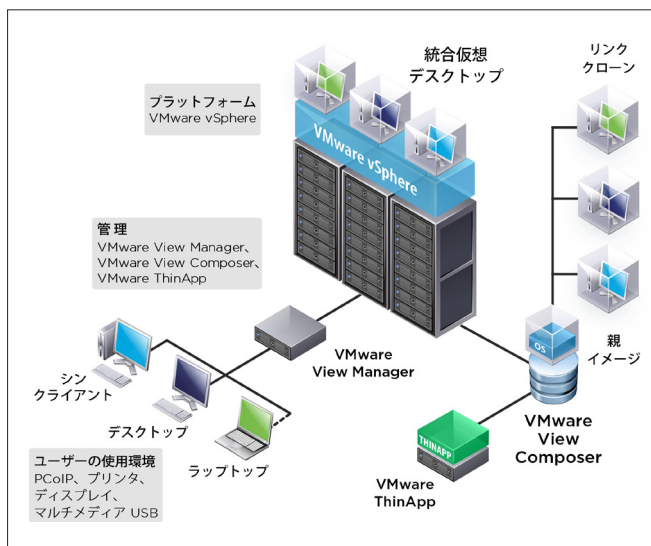 統合仮想
デスクトップ
リンク
クローン
プラットフォーム
VMware vSphere
VMware vSphere
管理
VMware View Manager、
VMware View Composer、
VMware ThinApp
VMware
View Manager
OS
親
イメージ
シン
クライアント
デスクトップ
ラップトップ
VMware
View
Composer
THINAPP
VMware
ThinApp
ユーザーの使用環境
PCoIP、プリンタ、
ディスプレイ、
マルチメディア USB